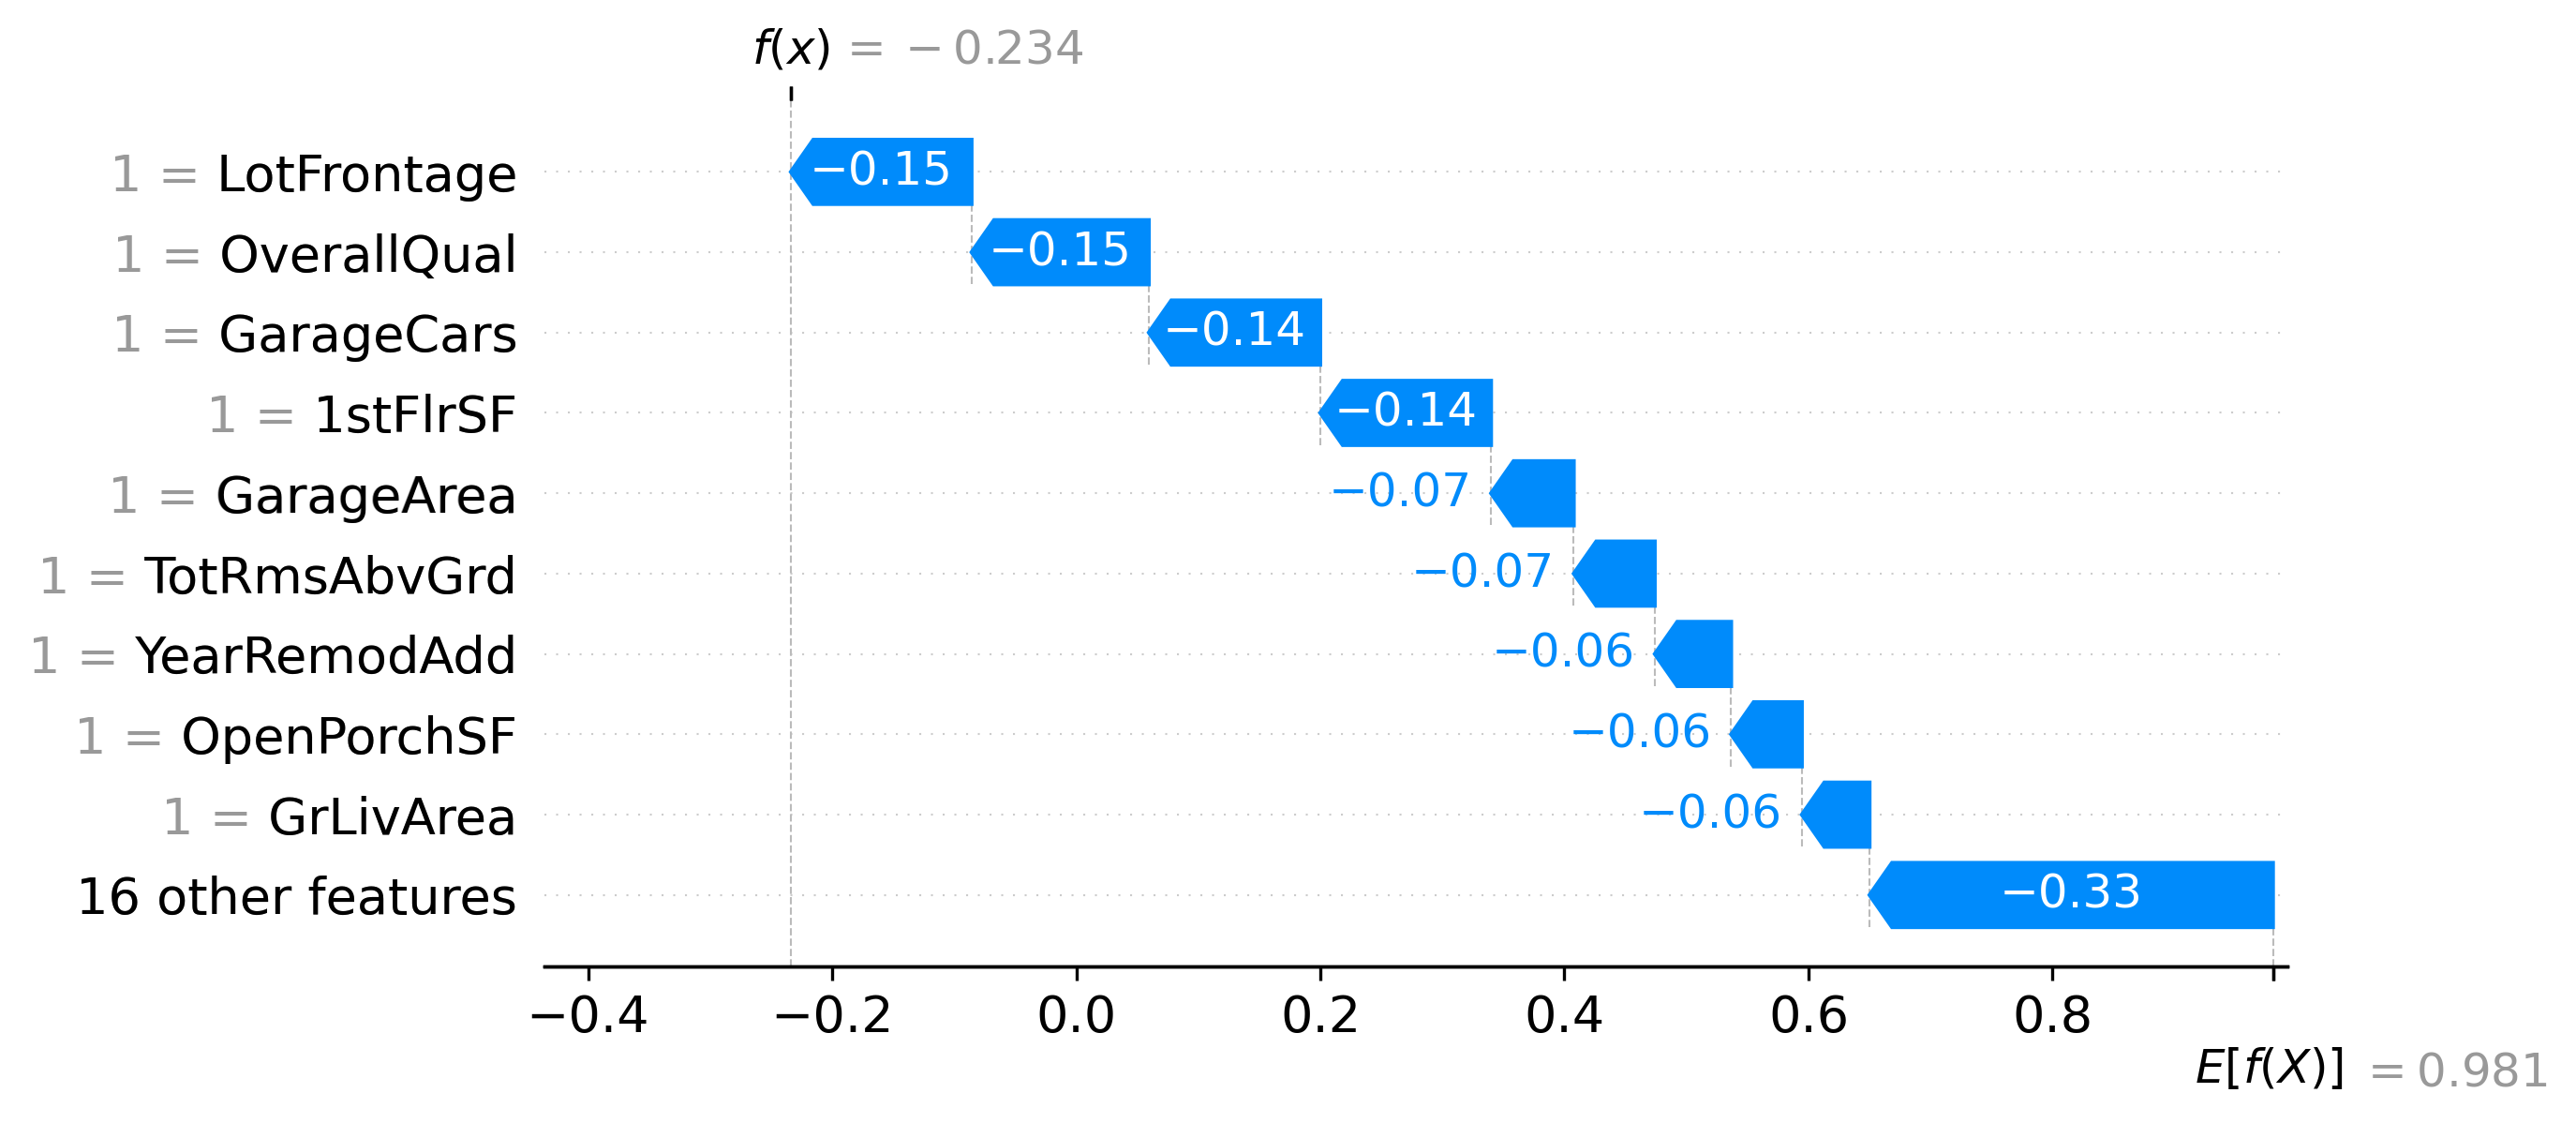 f(x) = −0.234
1 = LotFrontage −0.15
1 = OverallQual −0.15
1 = GarageCars −0.14
1 = 1stFlrSF −0.14
1 = GarageArea −0.07
1 = TotRmsAbvGrd −0.07
1 = YearRemodAdd −0.06
1 = OpenPorchSF −0.06
1 = GrLivArea −0.06
16 other features −0.33
−0.4 −0.2 0.0 0.2 0.4 0.6 0.8
E[f(X)] = 0.981